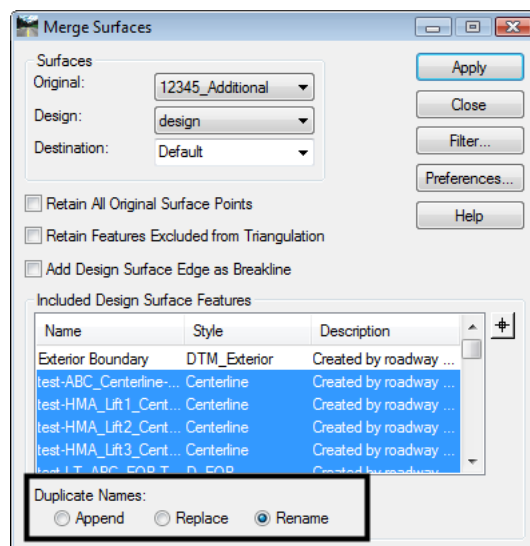 Merge Surfaces
Surfaces
Original: 12345_Additional
Design: design
Destination: Default
Apply
Close
Filter...
Preferences...
Help
Retain All Original Surface Points
Retain Features Excluded from Triangulation
Add Design Surface Edge as Breakline
Included Design Surface Features
Name Style Description
Exterior Boundary DTM_Exterior Created by roadway ...
test-ABC_Centerline-... Centerline Created by roadway ...
test-HMA_Lift1_Cent... Centerline Created by roadway ...
test-HMA_Lift2_Cent... Centerline Created by roadway ...
test-HMA_Lift3_Cent... Centerline Created by roadway ...
Created by roadway ...
Duplicate Names:
Append Replace Rename